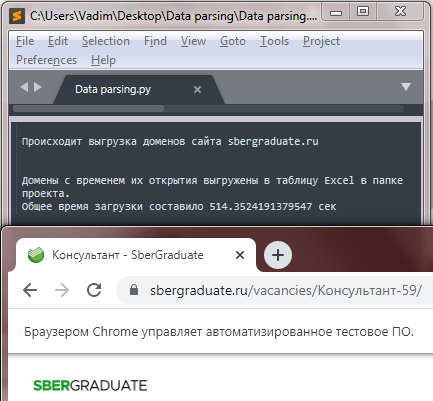 C:\Users\Vadim\Desktop\Data parsing\Data parsing....
File Edit Selection Find View Goto Tools Project
Preferences Help
Data parsing.py
Происходит выгрузка доменов сайта sbergraduate.ru
Домены с временем их открытия выгружены в таблицу Excel в папке
проекта.
Общее время загрузки составило 514.3524191379547 сек
Консультант - SberGraduate
sbergraduate.ru/vacancies/Консультант-59/
Браузером Chrome управляет автоматизированное тестовое ПО.
SBERGRADUATE